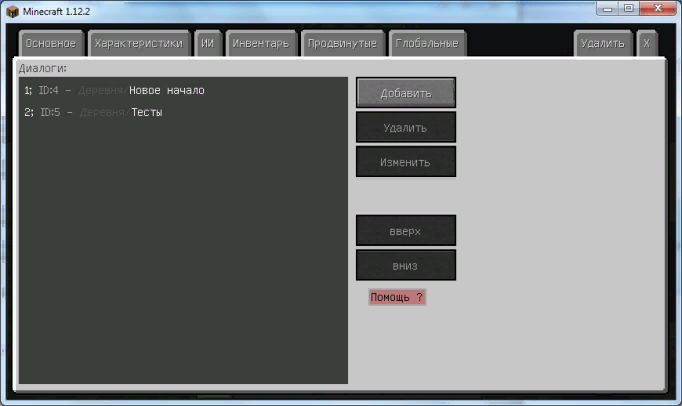 Minecraft 1.12.2
Основное Характеристики ИИ Инвентарь Продвинутые Глобальные Удалить X
Диалоги:
1; ID:4 - Деревня/Новое начало
2; ID:5 - Деревня/Тесты
Добавить
Удалить
Изменить
вверх
вниз
Помощь ?